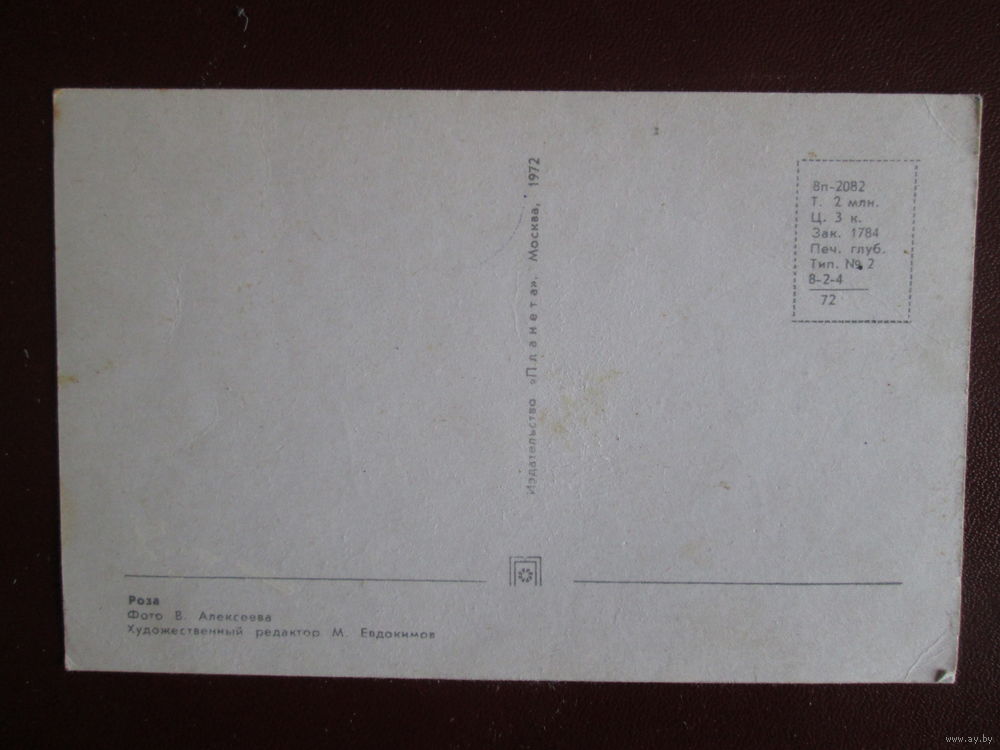 Издательство «Планета». Москва, 1972
8п-2082
Т. 2 млн.
Ц. 3 к.
Зак. 1784
Печ. глуб.
Тип. № 2
8-2-4
72
Роза
Фото В. Алексеева
Художественный редактор М. Евдокимов
www.ay.by